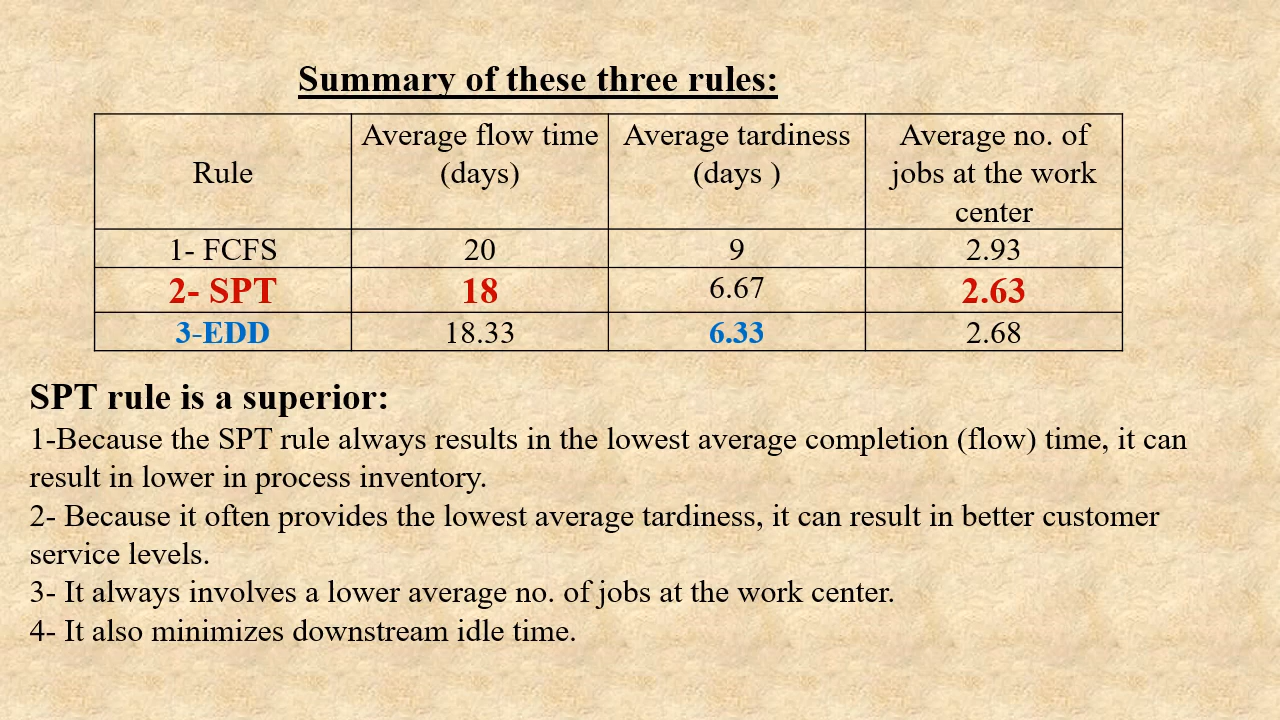 Summary of these three rules:
Rule
Average flow time
(days)
Average tardiness
(days )
Average no. of
jobs at the work
center
1- FCFS 20 9 2.93
2- SPT 18 6.67 2.63
3-EDD 18.33 6.33 2.68
SPT rule is a superior:
1-Because the SPT rule always results in the lowest average completion (flow) time, it can
result in lower in process inventory.
2- Because it often provides the lowest average tardiness, it can result in better customer
service levels.
3- It always involves a lower average no. of jobs at the work center.
4- It also minimizes downstream idle time.